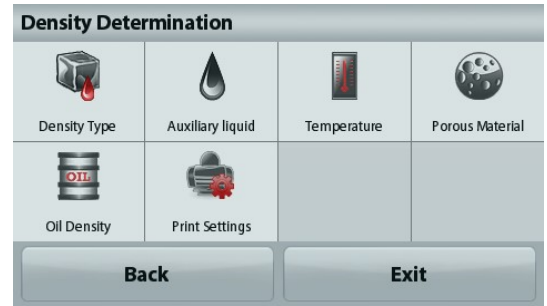 Density Determination
Density Type
Auxiliary liquid
Temperature
Porous Material
OIL
Oil Density
Print Settings
Back
Exit